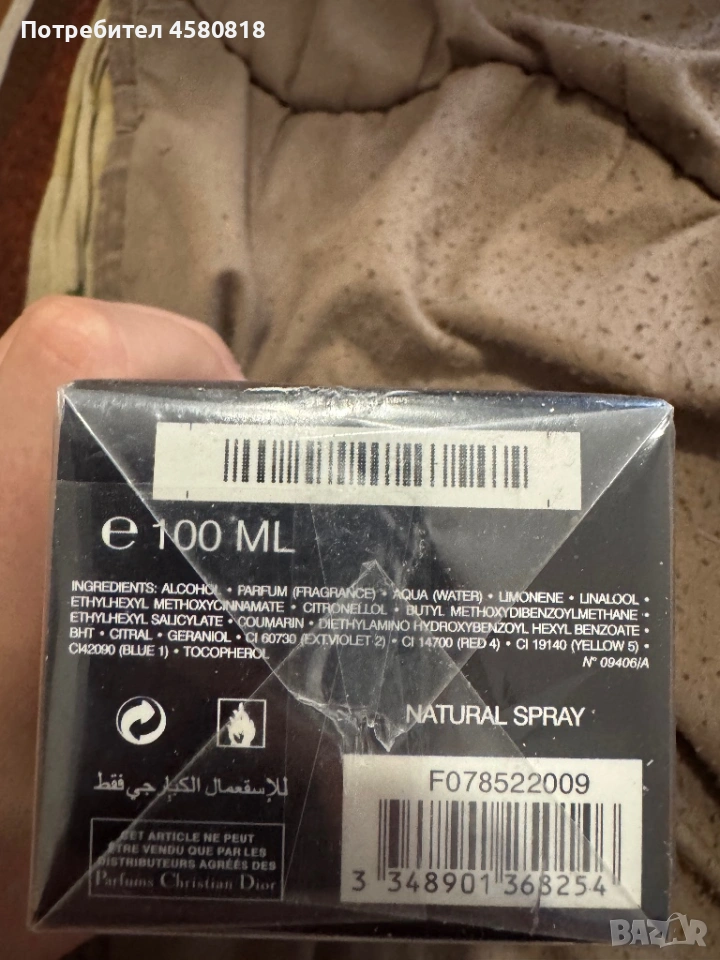 Потребител 4580818
℮ 100 ML
INGREDIENTS: ALCOHOL • PARFUM (FRAGRANCE) • AQUA (WATER) • LIMONENE • LINALOOL •
ETHYLHEXYL METHOXYCINNAMATE • CITRONELLOL • BUTYL METHOXYDIBENZOYLMETHANE •
ETHYLHEXYL SALICYLATE • COUMARIN • DIETHYLAMINO HYDROXYBENZOYL HEXYL BENZOATE
BHT • CITRAL • GERANIOL • CI 60730 (EXT.VIOLET 2) • CI 14700 (RED 4) • CI 19140 (YELLOW 5) •
CI42090 (BLUE 1) • TOCOPHEROL
N° 09406/A
NATURAL SPRAY
للإستعمال الخارجي فقط
F078522009
CET ARTICLE NE PEUT
ÊTRE VENDU QUE PAR LES
DISTRIBUTEURS AGRÉÉS DES
Parfums Christian Dior
3 348901 368254
BAZAR